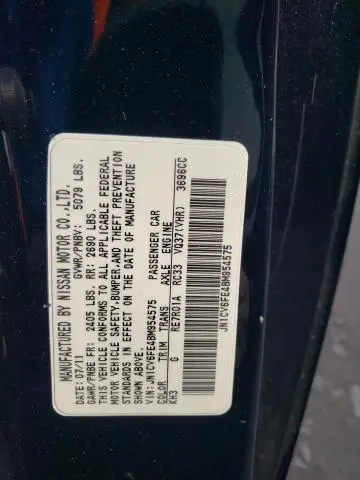 MANUFACTURED BY NISSAN MOTOR CO.,LTD.
DATE: 07/11 GVWR/PNBV: 5079 LBS.
GAWR/PNBE FR: 2405 LBS. RR: 2690 LBS.
THIS VEHICLE CONFORMS TO ALL APPLICABLE FEDERAL
MOTOR VEHICLE SAFETY,BUMPER,AND THEFT PREVENTION
STANDARDS IN EFFECT ON THE DATE OF MANUFACTURE
SHOWN ABOVE.
VIN: JN1CV6FE4BM954575 PASSENGER CAR
COLOR TRIM TRANS AXLE ENGINE
KH3 G RE7R01A RC33 VQ37(VHR) 3696CC
JN1CV6FE4BM954575